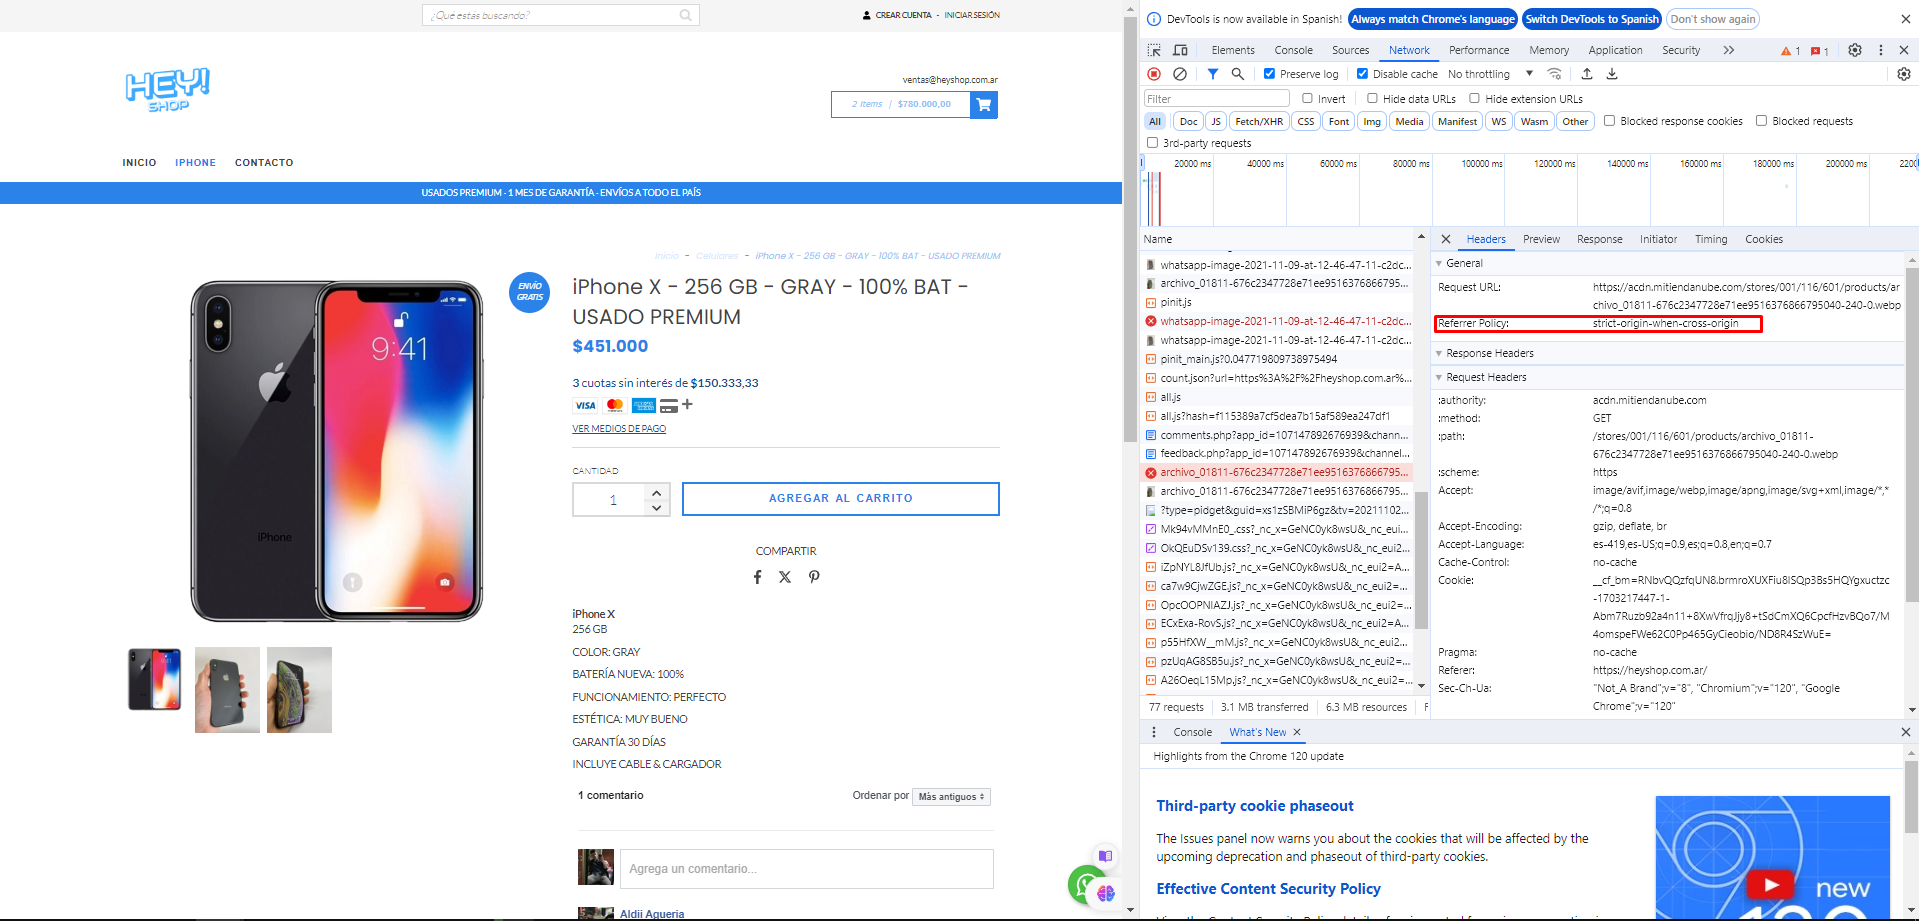 ¿Qué estás buscando?
CREAR CUENTA - INICIAR SESIÓN
HEY!
SHOP
ventas@heyshop.com.ar
2 Items | $780.000,00
INICIO IPHONE CONTACTO
USADOS PREMIUM - 1 MES DE GARANTÍA - ENVÍOS A TODO EL PAÍS
Inicio - Celulares - iPhone X - 256 GB - GRAY - 100% BAT - USADO PREMIUM
ENVÍO
GRATIS
iPhone X - 256 GB - GRAY - 100% BAT -
USADO PREMIUM
$451.000
9:41
iPhone
3 cuotas sin interés de $150.333,33
VISA
VER MEDIOS DE PAGO
CANTIDAD
1
AGREGAR AL CARRITO
COMPARTIR
iPhone X
256 GB
COLOR: GRAY
BATERÍA NUEVA: 100%
FUNCIONAMIENTO: PERFECTO
ESTÉTICA: MUY BUENO
GARANTÍA 30 DÍAS
INCLUYE CABLE & CARGADOR
1 comentario
Ordenar por Más antiguos
Agrega un comentario...
Aldii Agueria
DevTools is now available in Spanish! Always match Chrome's language Switch DevTools to Spanish Don't show again
Elements Console Sources Network Performance Memory Application Security 1 1
Preserve log Disable cache No throttling
Filter Invert Hide data URLs Hide extension URLs
All Doc JS Fetch/XHR CSS Font Img Media Manifest WS Wasm Other Blocked response cookies Blocked requests
3rd-party requests
20000 ms 40000 ms 60000 ms 80000 ms 100000 ms 120000 ms 140000 ms 160000 ms 180000 ms 200000 ms 2200
Name
whatsapp-image-2021-11-09-at-12-46-47-11-c2dc...
archivo_01811-676c2347728e71ee9516376866795...
pinit.js
whatsapp-image-2021-11-09-at-12-46-47-11-c2dc...
whatsapp-image-2021-11-09-at-12-46-47-11-c2dc...
pinit_main.js?0.047719809738975494
count.json?url=https%3A%2F%2Fheyshop.com.ar%...
all.js
all.js?hash=f115389a7cf5dea7b15af589ea247df1
comments.php?app_id=107147892676939&chann...
feedback.php?app_id=107147892676939&channel...
archivo_01811-676c2347728e71ee9516376866795...
archivo_01811-676c2347728e71ee9516376866795...
?type=pidget&guid=xs1zSBMiP6gz&tv=20211102...
Mk94vMMnE0_.css?_nc_x=GeNC0yk8wsU&_nc_eui...
OkQEuDSv139.css?_nc_x=GeNC0yk8wsU&_nc_eui2...
iZpNYL8JfUb.js?_nc_x=GeNC0yk8wsU&_nc_eui2=A...
ca7w9CjwZGE.js?_nc_x=GeNC0yk8wsU&_nc_eui2=...
OpcOOPNIAZJ.js?_nc_x=GeNC0yk8wsU&_nc_eui2=...
ECxExa-RovS.js?_nc_x=GeNC0yk8wsU&_nc_eui2=A...
p55HfXW__mM.js?_nc_x=GeNC0yk8wsU&_nc_eui2=...
pzUqAG8SB5u.js?_nc_x=GeNC0yk8wsU&_nc_eui2=...
A26OeqL15Mp.js?_nc_x=GeNC0yk8wsU&_nc_eui2=...
77 requests 3.1 MB transferred 6.3 MB resources F
Headers Preview Response Initiator Timing Cookies
General
Request URL: https://acdn.mitiendanube.com/stores/001/116/601/products/ar
chivo_01811-676c2347728e71ee9516376866795040-240-0.webp
Referrer Policy: strict-origin-when-cross-origin
Response Headers
Request Headers
:authority: acdn.mitiendanube.com
:method: GET
:path: /stores/001/116/601/products/archivo_01811-
676c2347728e71ee9516376866795040-240-0.webp
:scheme: https
Accept: image/avif,image/webp,image/apng,image/svg+xml,image/*,*
/*;q=0.8
Accept-Encoding: gzip, deflate, br
Accept-Language: es-419,es-US;q=0.9,es;q=0.8,en;q=0.7
Cache-Control: no-cache
Cookie: __cf_bm=RNbvQQzfqUN8.brmroXUXFiu8ISQp3Bs5HQYgxuctzc
-1703217447-1-
Abm7Ruzb92a4n11+8XwVfrqJjy8+tSdCmXQ6CpcfHzvBQo7/M
4omspeFWe62C0Pp465GyCieobio/ND8R4SzWuE=
Pragma: no-cache
Referer: https://heyshop.com.ar/
Sec-Ch-Ua: "Not_A Brand";v="8", "Chromium";v="120", "Google
Chrome";v="120"
Console What's New
Highlights from the Chrome 120 update
Third-party cookie phaseout
The Issues panel now warns you about the cookies that will be affected by the
upcoming deprecation and phaseout of third-party cookies.
Effective Content Security Policy
new